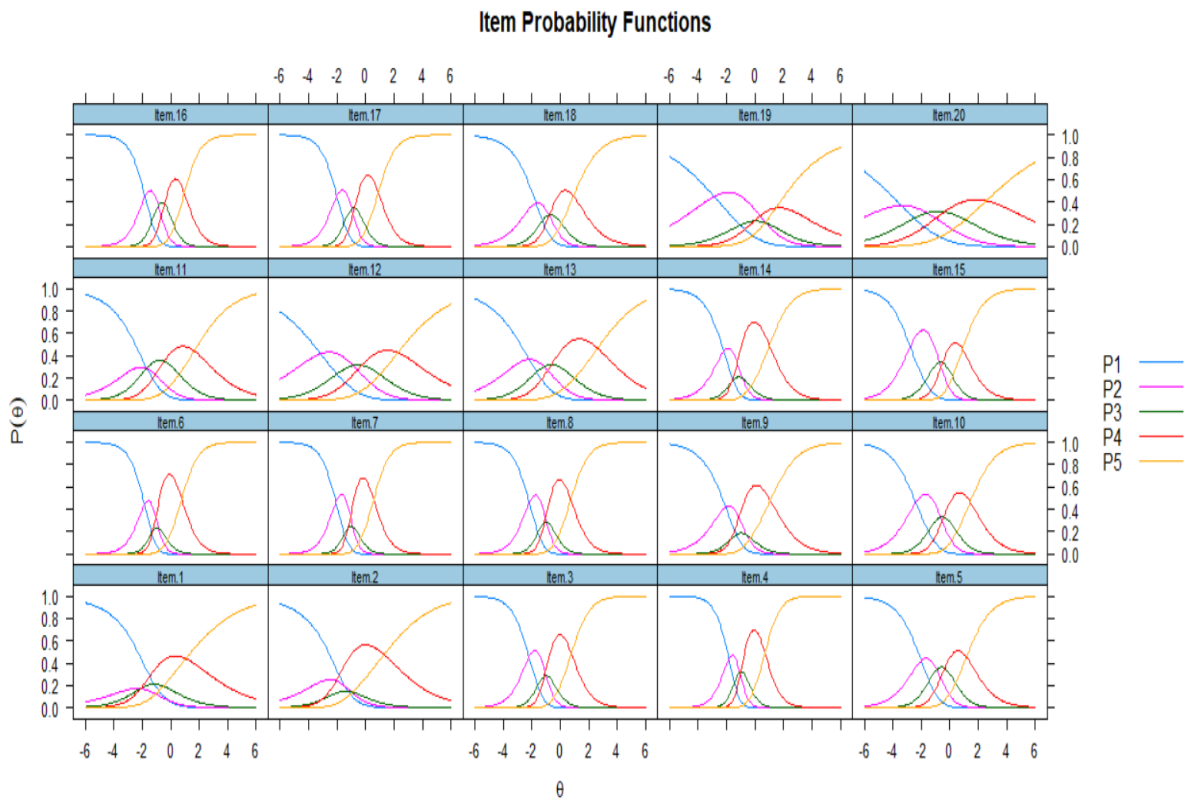 Item Probability Functions
-6 -4 -2 0 2 4 6 -6 -4 -2 0 2 4 6
Item.16 Item.17 Item.18 Item.19 Item.20
1.0
0.8
0.6
0.4
0.2
0.0
Item.11 Item.12 Item.13 Item.14 Item.15
1.0
0.8
0.6
0.4
0.2
0.0
Item.6 Item.7 Item.8 Item.9 Item.10
1.0
0.8
0.6
0.4
0.2
0.0
Item.1 Item.2 Item.3 Item.4 Item.5
1.0
0.8
0.6
0.4
0.2
0.0
-6 -4 -2 0 2 4 6 -6 -4 -2 0 2 4 6 -6 -4 -2 0 2 4 6
θ
P(θ)
P1
P2
P3
P4
P5